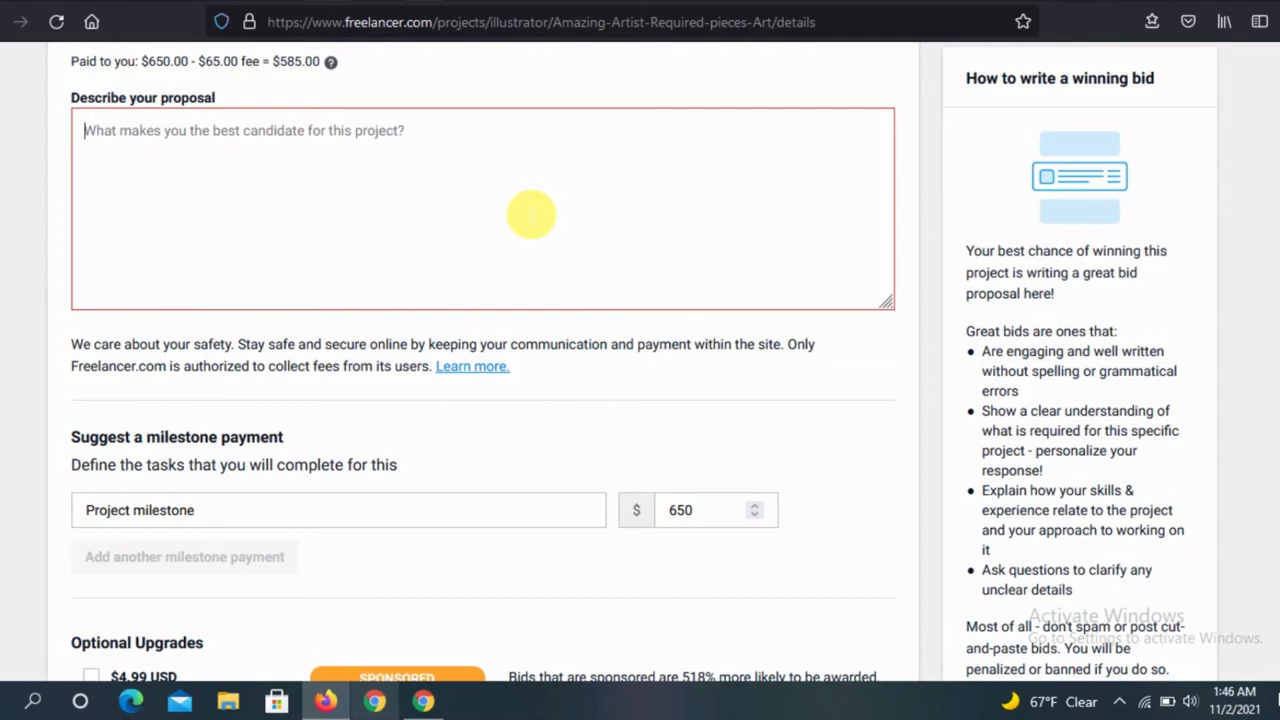 https://www.freelancer.com/projects/illustrator/Amazing-Artist-Required-pieces-Art/details
Paid to you: $650.00 - $65.00 fee = $585.00 ?
Describe your proposal
What makes you the best candidate for this project?
We care about your safety. Stay safe and secure online by keeping your communication and payment within the site. Only
Freelancer.com is authorized to collect fees from its users. Learn more.
Suggest a milestone payment
Define the tasks that you will complete for this
Project milestone
$ 650
Add another milestone payment
Optional Upgrades
$4.99 USD
SPONSORED
Bids that are sponsored are 518% more likely to be awarded
How to write a winning bid
Your best chance of winning this
project is writing a great bid
proposal here!
Great bids are ones that:
● Are engaging and well written
without spelling or grammatical
errors
● Show a clear understanding of
what is required for this specific
project - personalize your
response!
● Explain how your skills &
experience relate to the project
and your approach to working on
it
● Ask questions to clarify any
unclear details
Most of all - don't spam or post cut-
and-paste bids. You will be
penalized or banned if you do so.
Activate Windows
Go to Settings to activate Windows.
67°F Clear
1:46 AM
11/2/2021